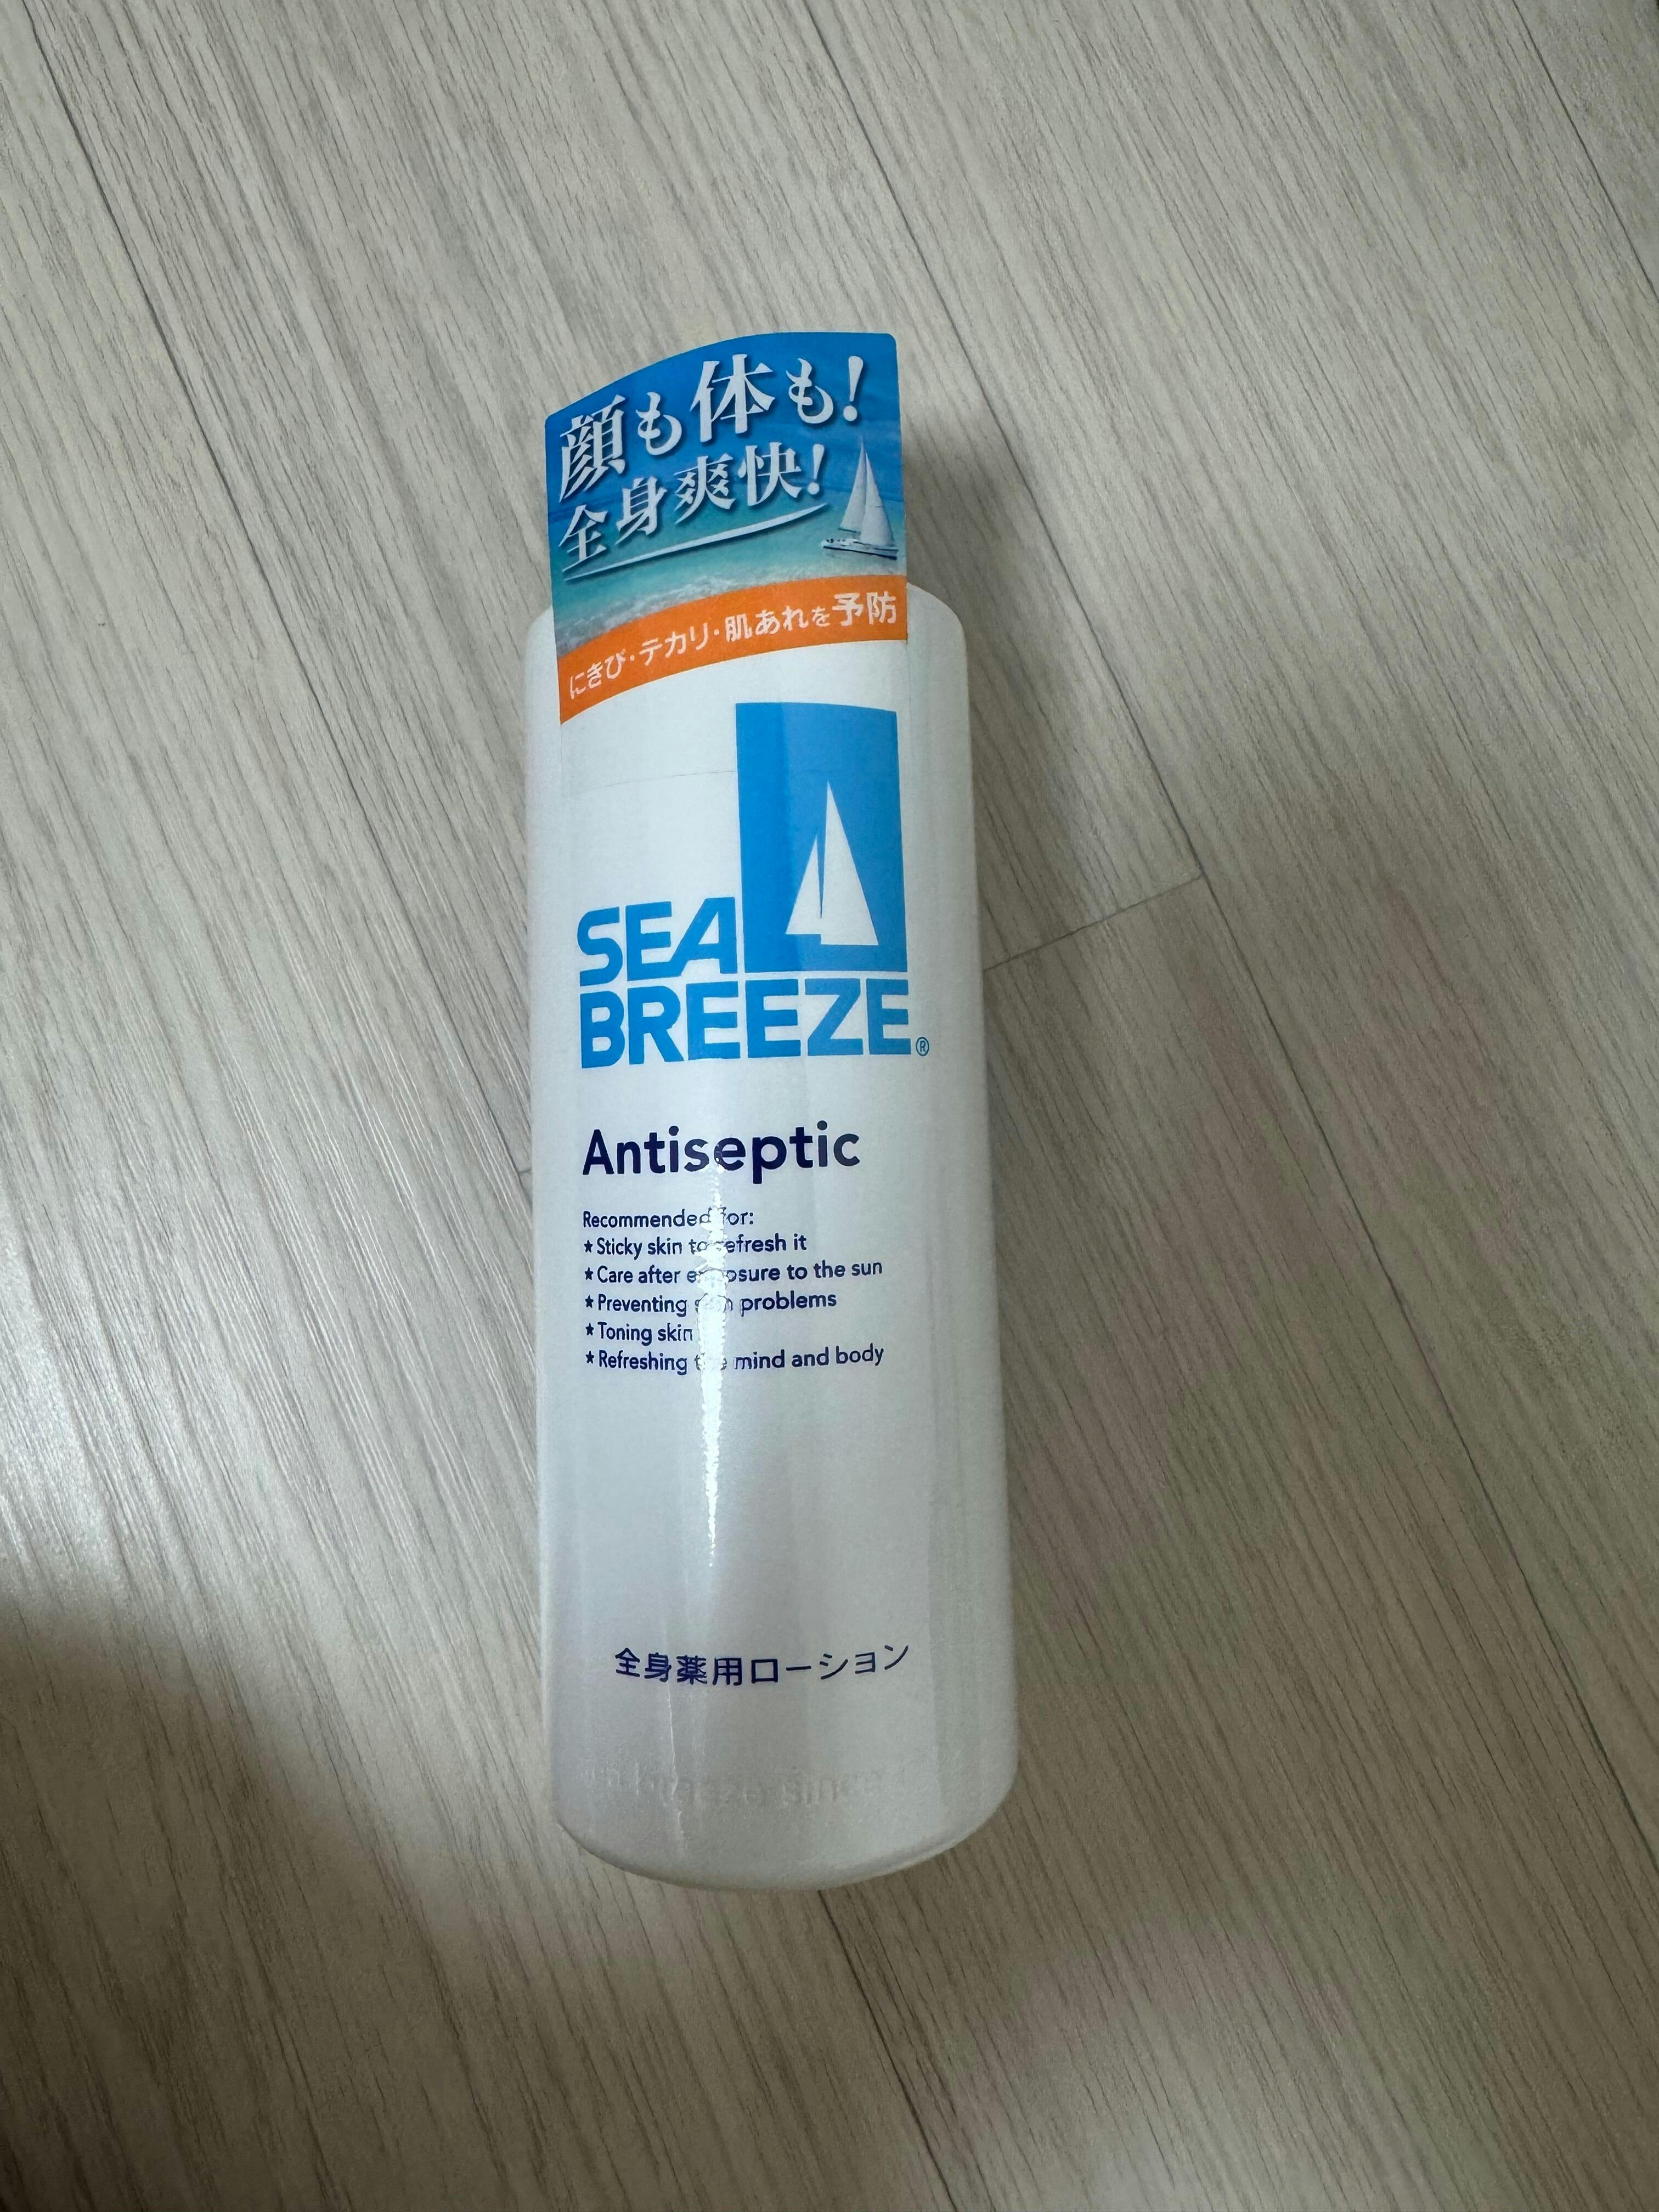 顔も体も!
全身爽快!
にきび・テカリ・肌あれを予防
SEA
BREEZE®
Antiseptic
Recommended for:
★Sticky skin to refresh it
★Care after exposure to the sun
★Preventing skin problems
★Toning skin
★Refreshing the mind and body
全身薬用ローション
breeze since